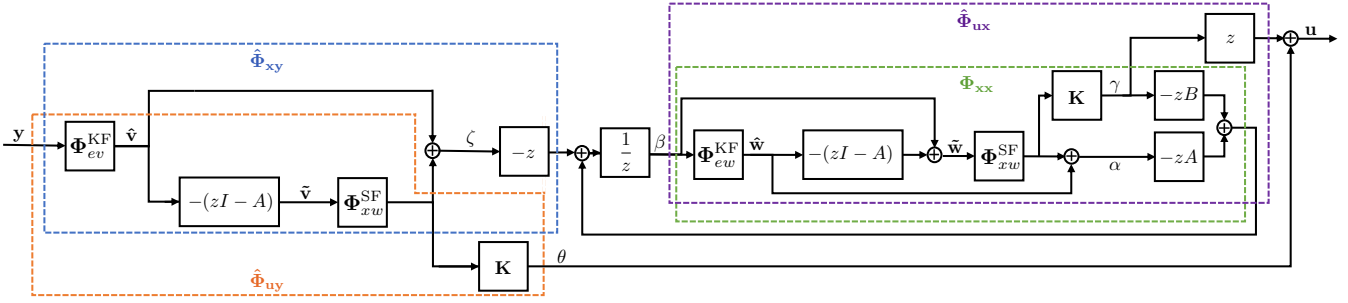 Φ̂ux
z
u
Φ̂xy
Φxx
K
γ
−zB
y
Φ^KF_ev
v̂
ζ
−z
1/z
β
Φ^KF_ew
ŵ
−(zI − A)
w̃
Φ^SF_xw
α
−zA
−(zI − A)
ṽ
Φ^SF_xw
K
θ
Φ̂uy